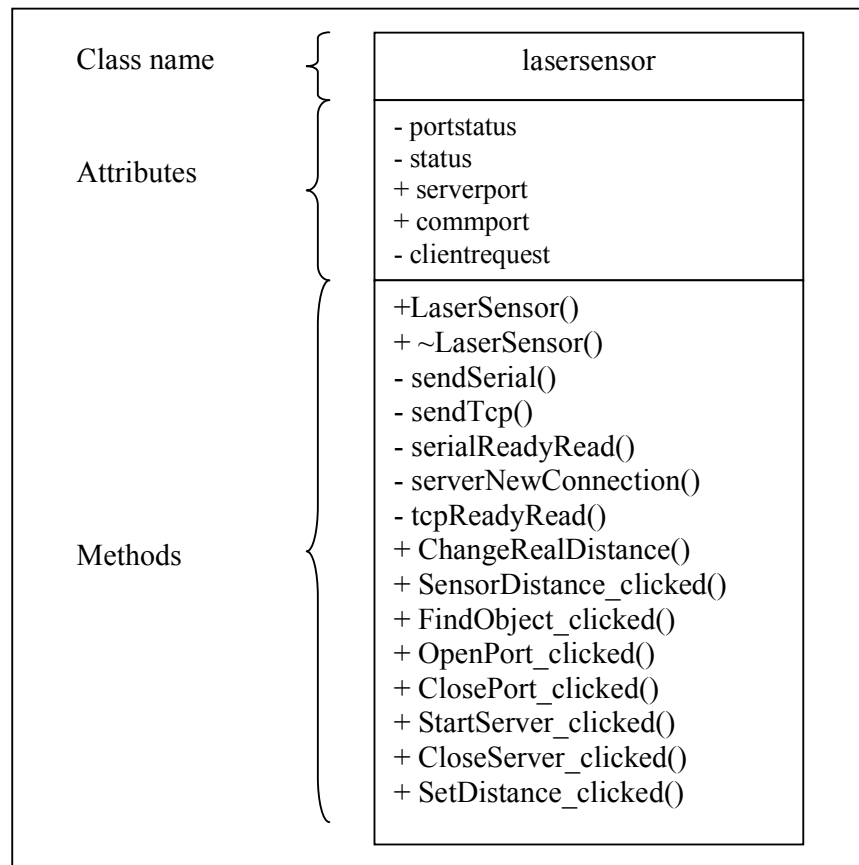 Class name
lasersensor
Attributes
- portstatus
- status
+ serverport
+ commport
- clientrequest
Methods
+LaserSensor()
+ ~LaserSensor()
- sendSerial()
- sendTcp()
- serialReadyRead()
- serverNewConnection()
- tcpReadyRead()
+ ChangeRealDistance()
+ SensorDistance_clicked()
+ FindObject_clicked()
+ OpenPort_clicked()
+ ClosePort_clicked()
+ StartServer_clicked()
+ CloseServer_clicked()
+ SetDistance_clicked()